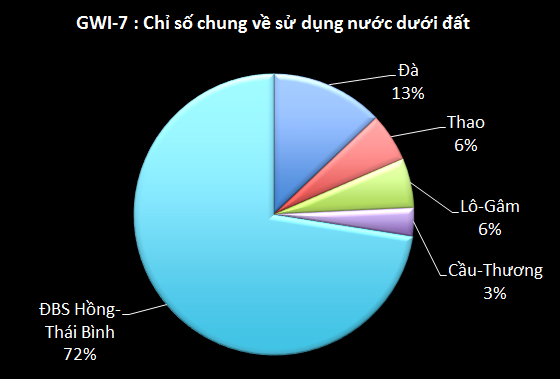 GWI-7 : Chỉ số chung về sử dụng nước dưới đất
Đà
13%
Thao
6%
Lô-Gâm
6%
Cầu-Thương
3%
ĐBS Hồng-
Thái Bình
72%